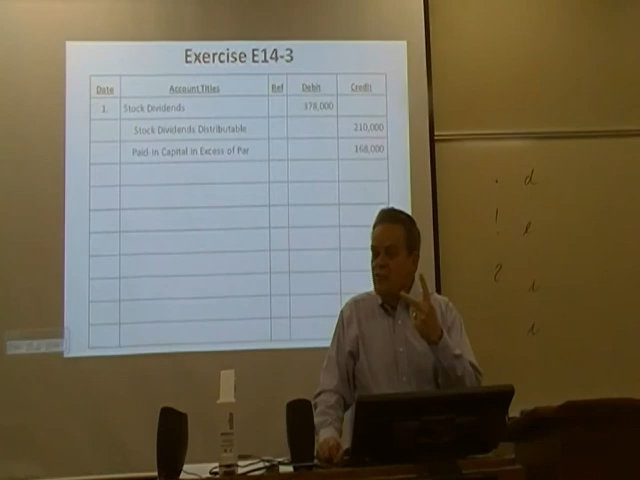 Exercise E14-3
Date Account Titles Ref Debit Credit
1. Stock Dividends 378,000
Stock Dividends Distributable 210,000
Paid-in Capital in Excess of Par 168,000